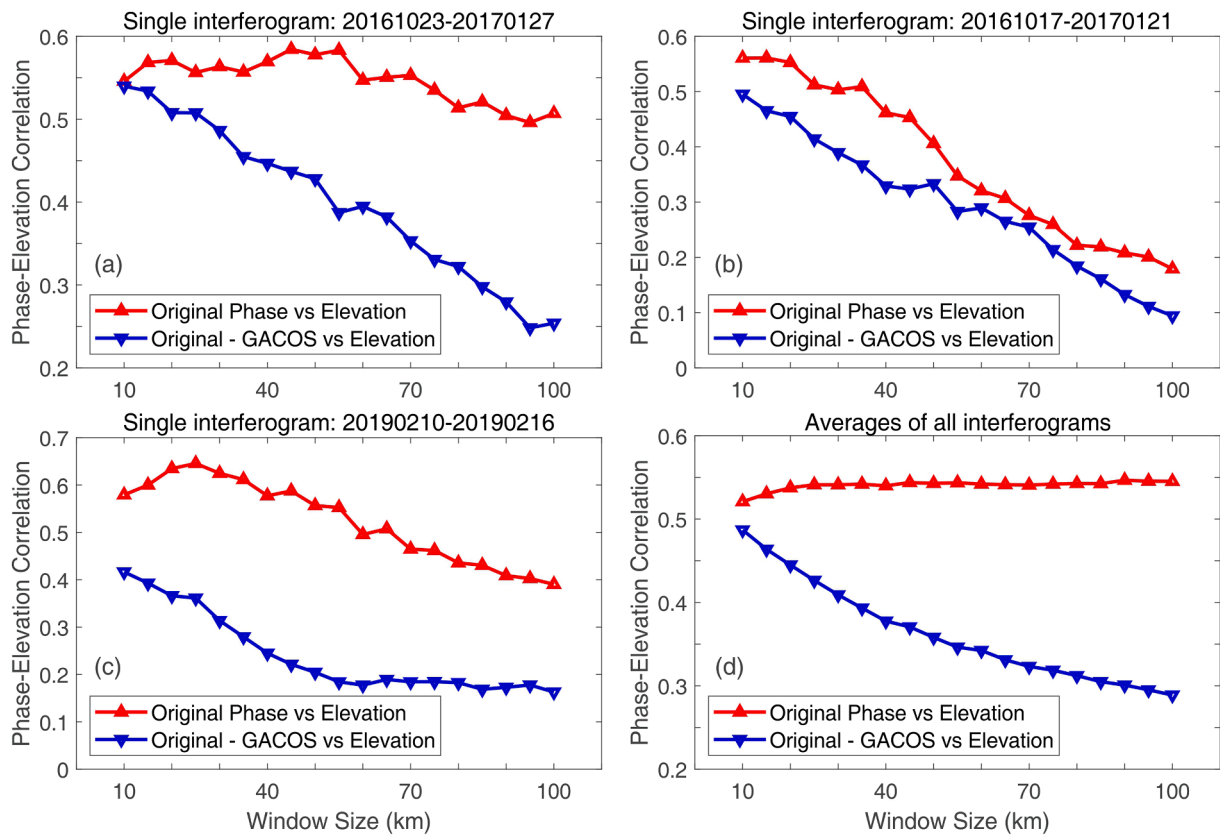 Single interferogram: 20161023-20170127
0.6
0.5
0.4
0.3
0.2
Phase-Elevation Correlation
(a)
Original Phase vs Elevation
Original - GACOS vs Elevation
10 40 70 100
Single interferogram: 20161017-20170121
0.6
0.5
0.4
0.3
0.2
0.1
0
Phase-Elevation Correlation
(b)
Original Phase vs Elevation
Original - GACOS vs Elevation
10 40 70 100
Single interferogram: 20190210-20190216
0.7
0.6
0.5
0.4
0.3
0.2
0.1
0
Phase-Elevation Correlation
(c)
Original Phase vs Elevation
Original - GACOS vs Elevation
10 40 70 100
Window Size (km)
Averages of all interferograms
0.6
0.5
0.4
0.3
0.2
Phase-Elevation Correlation
(d)
Original Phase vs Elevation
Original - GACOS vs Elevation
10 40 70 100
Window Size (km)